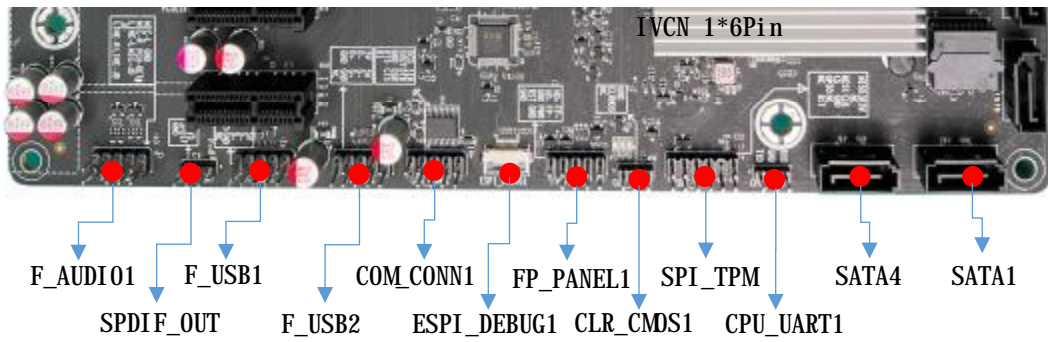 IVCN 1*6Pin
F_AUDIO1
F_USB1
COM_CONN1
FP_PANEL1
SPI_TPM
SATA4
SATA1
SPDIF_OUT
F_USB2
ESPI_DEBUG1
CLR_CMOS1
CPU_UART1